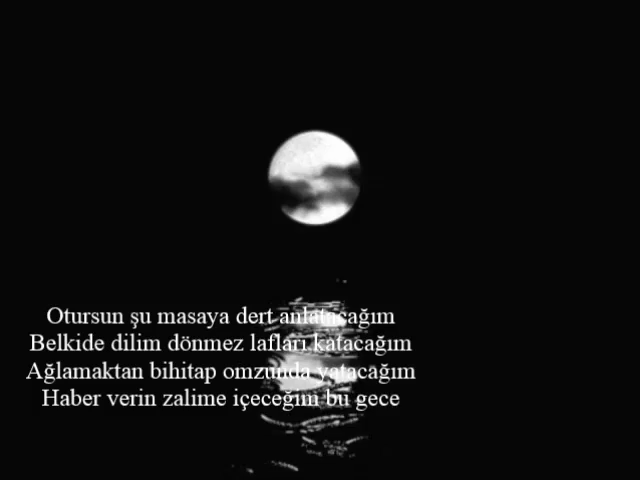 Otursun şu masaya dert anlatacağım
Belkide dilim dönmez lafları katacağım
Ağlamaktan bihitap omzunda yatacağım
Haber verin zalime içeceğim bu gece